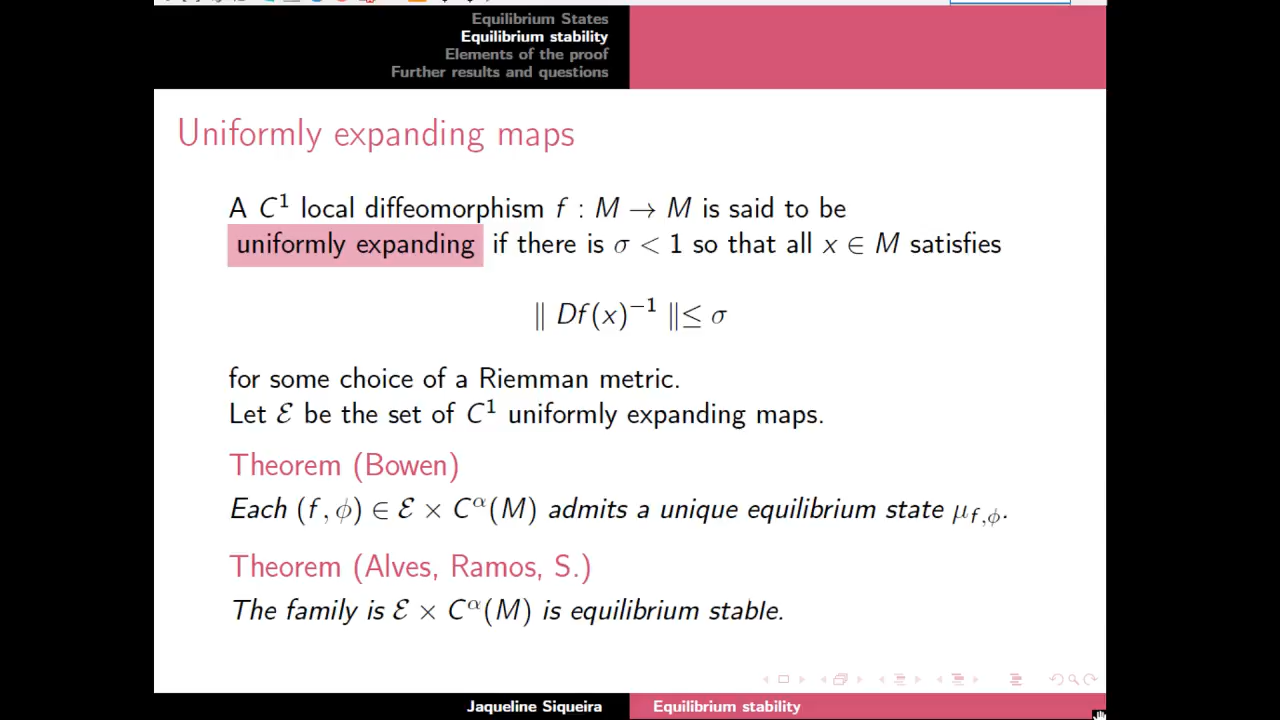 Equilibrium States
Equilibrium stability
Elements of the proof
Further results and questions
Uniformly expanding maps
A C¹ local diffeomorphism f : M → M is said to be
uniformly expanding if there is σ < 1 so that all x ∈ M satisfies
∥ Df(x)⁻¹ ∥≤ σ
for some choice of a Riemman metric.
Let ℰ be the set of C¹ uniformly expanding maps.
Theorem (Bowen)
Each (f, ϕ) ∈ ℰ × Cᵅ(M) admits a unique equilibrium state μ_{f,ϕ}.
Theorem (Alves, Ramos, S.)
The family is ℰ × Cᵅ(M) is equilibrium stable.
Jaqueline Siqueira Equilibrium stability